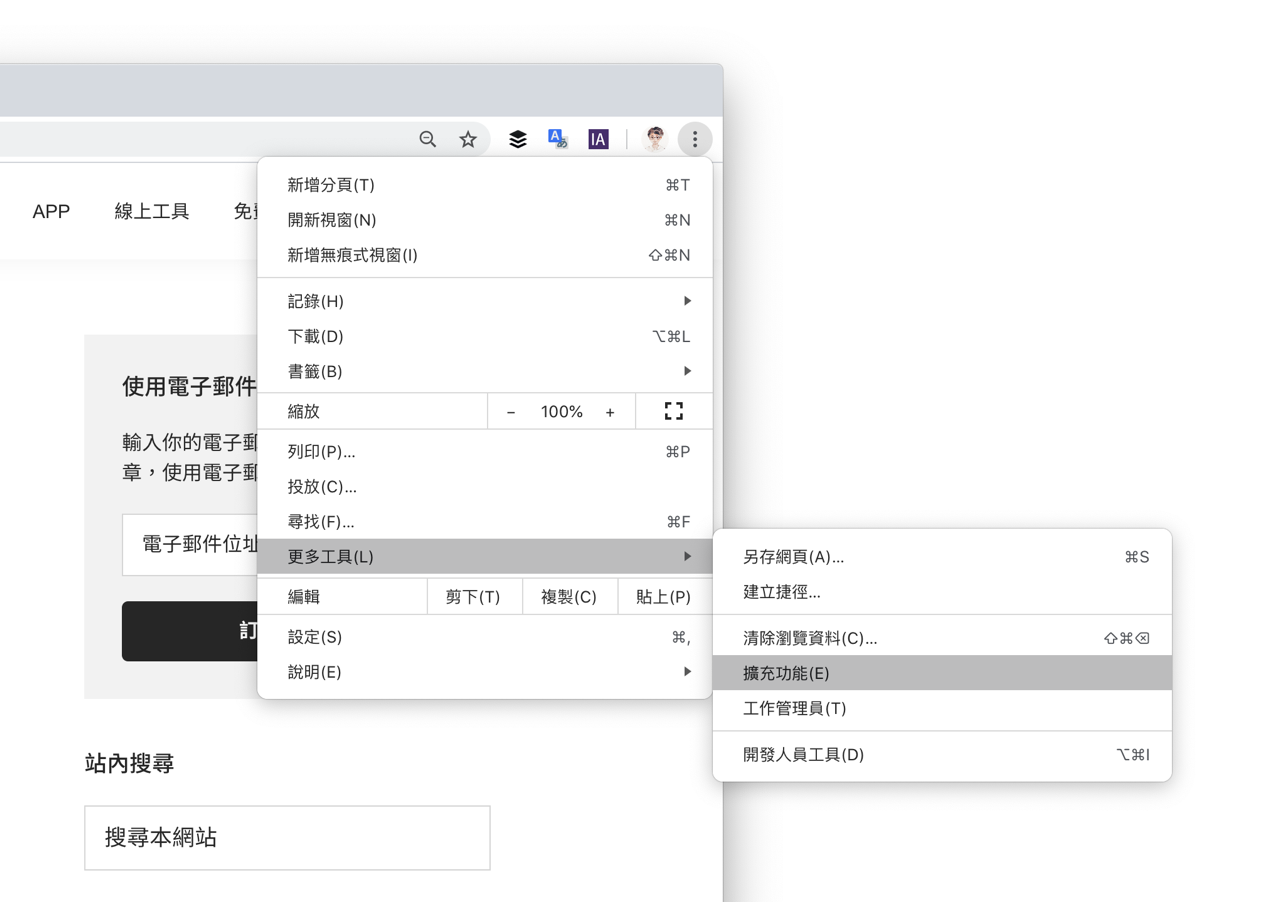 IA
APP 線上工具 免
新增分頁(T) ⌘T
開新視窗(N) ⌘N
新增無痕式視窗(I) ⇧⌘N
記錄(H)
下載(D) ⌥⌘L
書籤(B)
縮放 − 100% +
列印(P)... ⌘P
投放(C)...
尋找(F)... ⌘F
更多工具(L)
編輯 剪下(T) 複製(C) 貼上(P)
設定(S) ⌘,
說明(E)
另存網頁(A)... ⌘S
建立捷徑...
清除瀏覽資料(C)... ⇧⌘⌫
擴充功能(E)
工作管理員(T)
開發人員工具(D) ⌥⌘I
使用電子郵件
輸入你的電子郵
章,使用電子郵
電子郵件位址
訂
站內搜尋
搜尋本網站